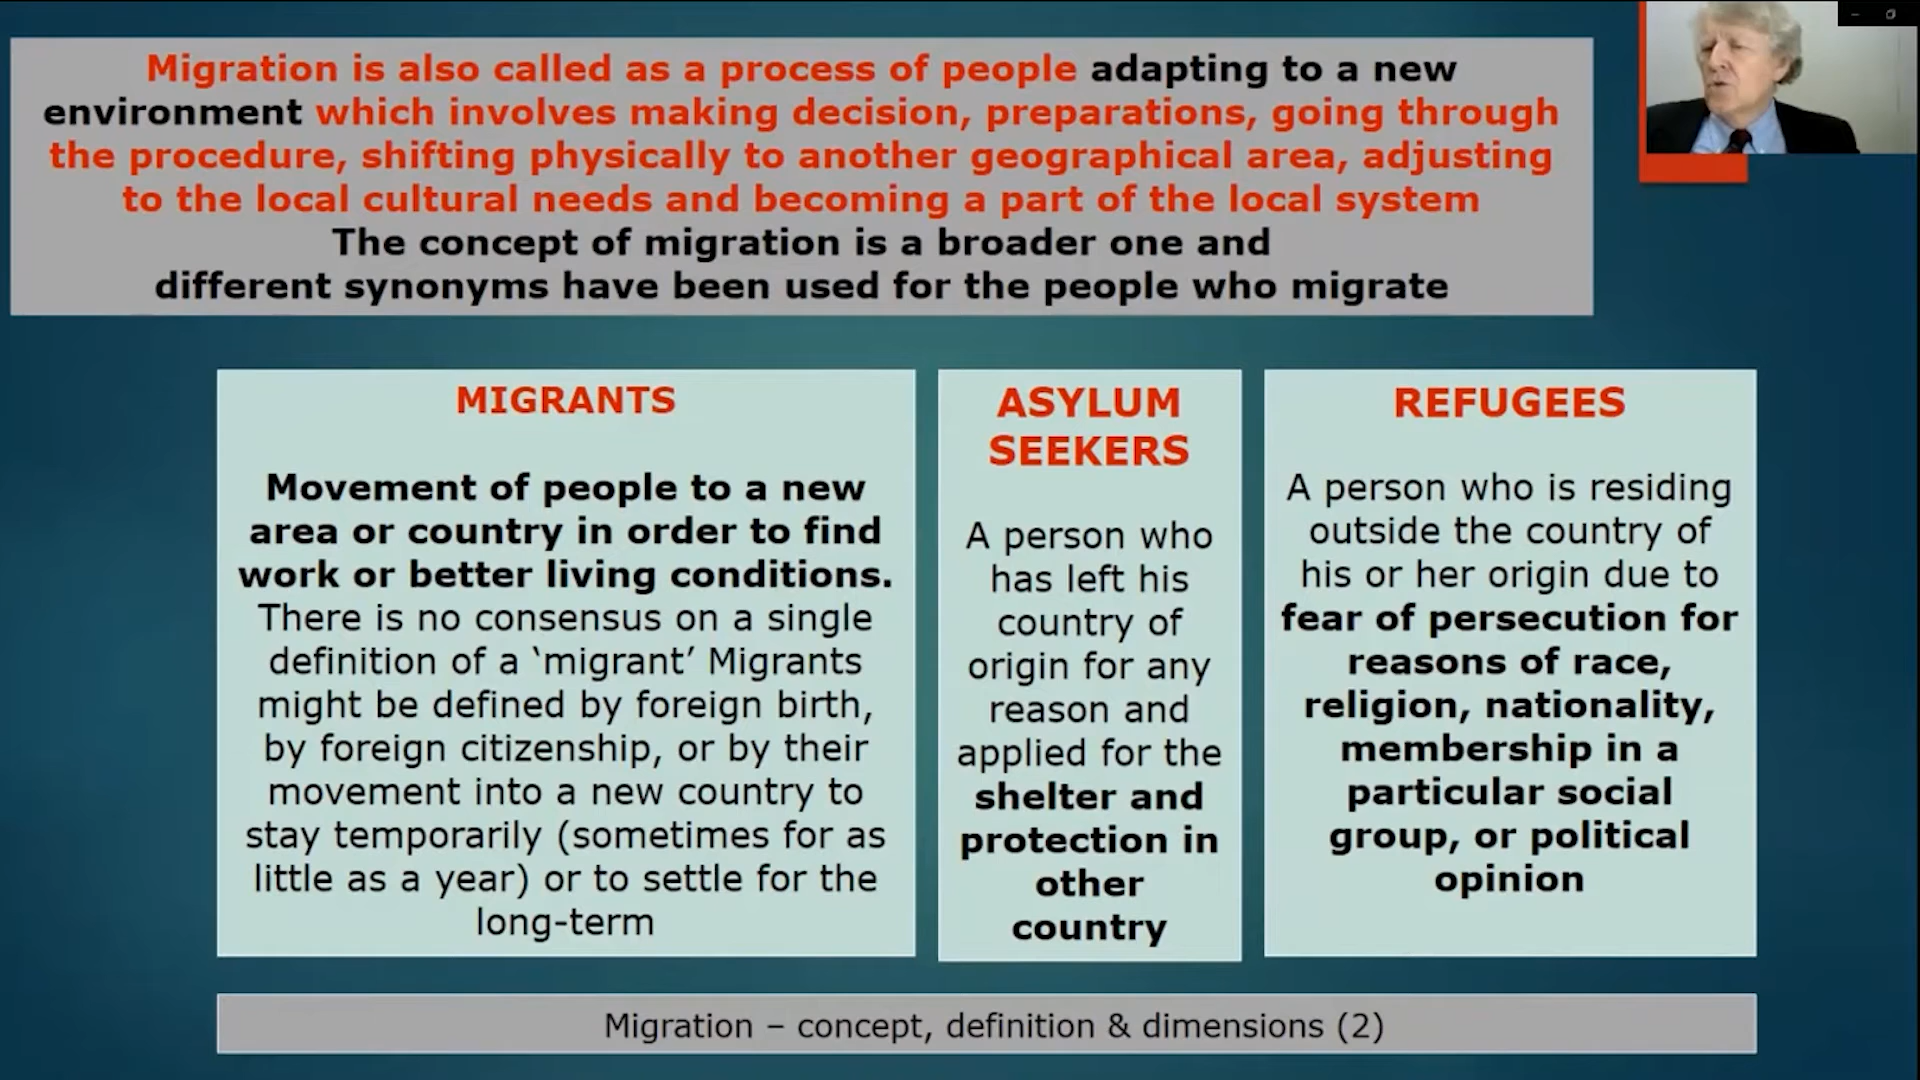 Migration is also called as a process of people adapting to a new
environment which involves making decision, preparations, going through
the procedure, shifting physically to another geographical area, adjusting
to the local cultural needs and becoming a part of the local system
The concept of migration is a broader one and
different synonyms have been used for the people who migrate
MIGRANTS
Movement of people to a new
area or country in order to find
work or better living conditions.
There is no consensus on a single
definition of a ‘migrant’ Migrants
might be defined by foreign birth,
by foreign citizenship, or by their
movement into a new country to
stay temporarily (sometimes for as
little as a year) or to settle for the
long-term
ASYLUM
SEEKERS
A person who
has left his
country of
origin for any
reason and
applied for the
shelter and
protection in
other
country
REFUGEES
A person who is residing
outside the country of
his or her origin due to
fear of persecution for
reasons of race,
religion, nationality,
membership in a
particular social
group, or political
opinion
Migration – concept, definition & dimensions (2)